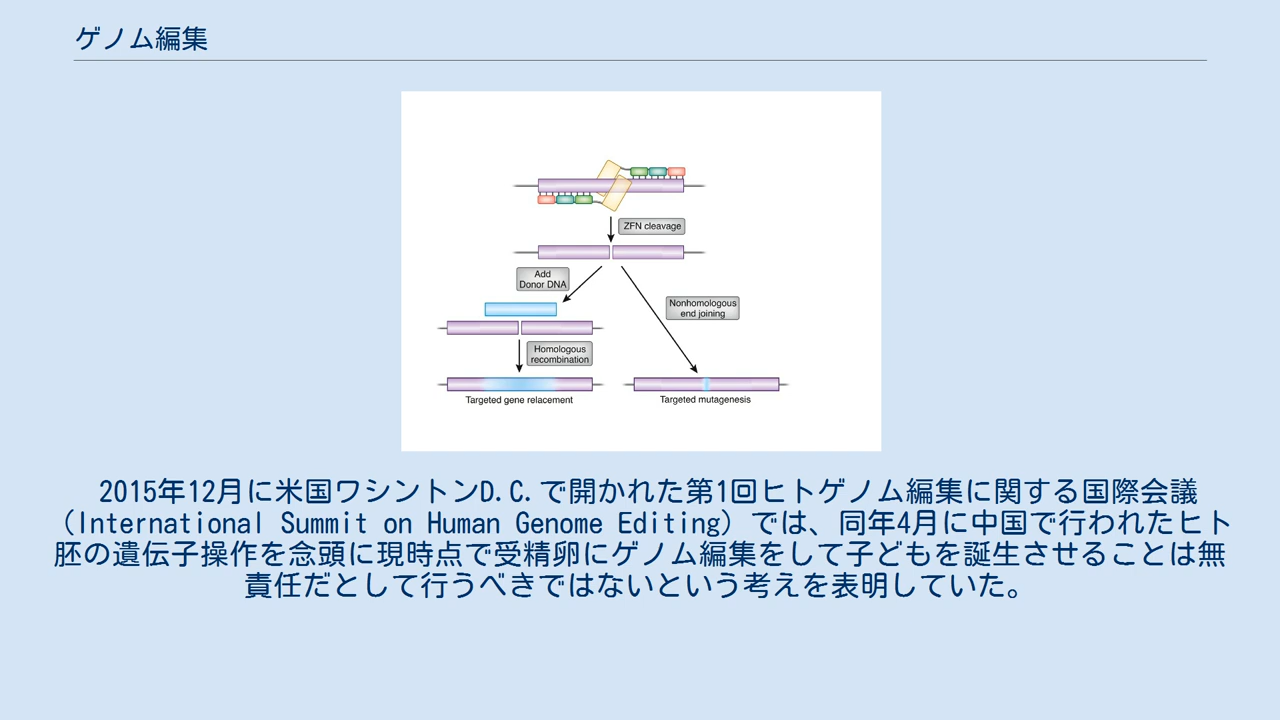 ゲノム編集
ZFN cleavage
Add
Donor DNA
Nonhomologous
end joining
Homologous
recombination
Targeted gene relacement
Targeted mutagenesis
2015年12月に米国ワシントンD.C.で開かれた第1回ヒトゲノム編集に関する国際会議
（International Summit on Human Genome Editing）では、同年4月に中国で行われたヒト
胚の遺伝子操作を念頭に現時点で受精卵にゲノム編集をして子どもを誕生させることは無
責任だとして行うべきではないという考えを表明していた。